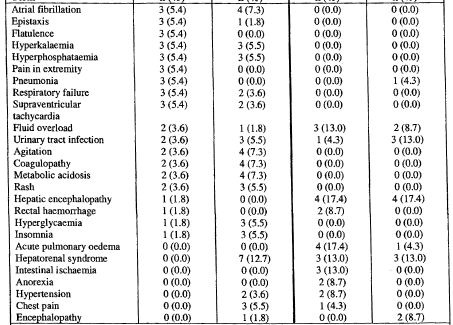 Atrial fibrillation 3 (5.4) 4 (7.3) 0 (0.0) 0 (0.0)
Epistaxis 3 (5.4) 1 (1.8) 0 (0.0) 0 (0.0)
Flatulence 3 (5.4) 0 (0.0) 0 (0.0) 0 (0.0)
Hyperkalaemia 3 (5.4) 3 (5.5) 0 (0.0) 0 (0.0)
Hyperphosphataemia 3 (5.4) 3 (5.5) 0 (0.0) 0 (0.0)
Pain in extremity 3 (5.4) 0 (0.0) 0 (0.0) 0 (0.0)
Pneumonia 3 (5.4) 0 (0.0) 0 (0.0) 1 (4.3)
Respiratory failure 3 (5.4) 2 (3.6) 0 (0.0) 0 (0.0)
Supraventricular 3 (5.4) 2 (3.6) 0 (0.0) 0 (0.0)
tachycardia
Fluid overload 2 (3.6) 1 (1.8) 3 (13.0) 2 (8.7)
Urinary tract infection 2 (3.6) 3 (5.5) 1 (4.3) 3 (13.0)
Agitation 2 (3.6) 4 (7.3) 0 (0.0) 0 (0.0)
Coagulopathy 2 (3.6) 4 (7.3) 0 (0.0) 0 (0.0)
Metabolic acidosis 2 (3.6) 4 (7.3) 0 (0.0) 0 (0.0)
Rash 2 (3.6) 3 (5.5) 0 (0.0) 0 (0.0)
Hepatic encephalopathy 1 (1.8) 0 (0.0) 4 (17.4) 4 (17.4)
Rectal haemorrhage 1 (1.8) 0 (0.0) 2 (8.7) 0 (0.0)
Hyperglycaemia 1 (1.8) 3 (5.5) 0 (0.0) 0 (0.0)
Insomnia 1 (1.8) 3 (5.5) 0 (0.0) 0 (0.0)
Acute pulmonary oedema 0 (0.0) 0 (0.0) 4 (17.4) 1 (4.3)
Hepatorenal syndrome 0 (0.0) 7 (12.7) 3 (13.0) 3 (13.0)
Intestinal ischaemia 0 (0.0) 0 (0.0) 3 (13.0) 0 (0.0)
Anorexia 0 (0.0) 0 (0.0) 2 (8.7) 0 (0.0)
Hypertension 0 (0.0) 2 (3.6) 2 (8.7) 0 (0.0)
Chest pain 0 (0.0) 3 (5.5) 1 (4.3) 0 (0.0)
Encephalopathy 0 (0.0) 1 (1.8) 0 (0.0) 2 (8.7)